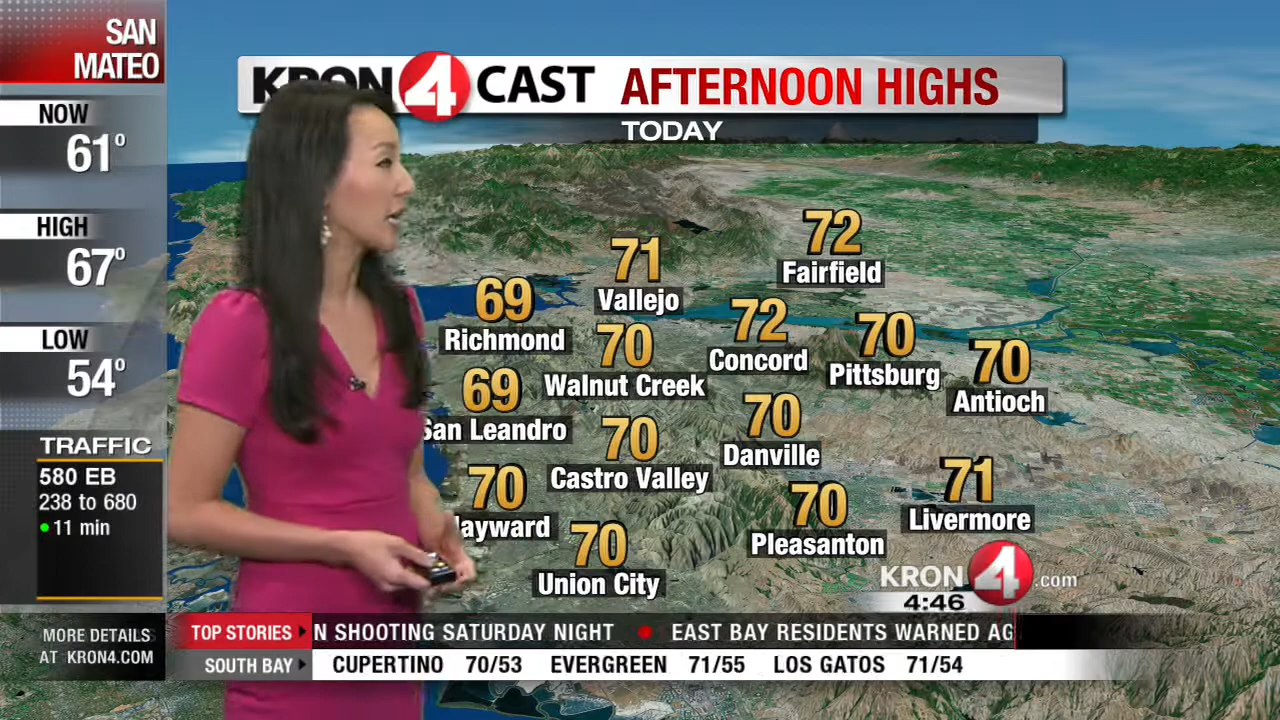 SAN
MATEO
NOW
61°
HIGH
67°
LOW
54°
TRAFFIC
580 EB
238 to 680
11 min
MORE DETAILS
AT KRON4.COM
KRON 4 CAST AFTERNOON HIGHS
TODAY
72
Fairfield
71
Vallejo
69
Richmond
72
Concord
70
Walnut Creek
70
Pittsburg
70
Antioch
69
San Leandro
70
Danville
70
Castro Valley
71
Livermore
70
ayward
70
Pleasanton
70
Union City
KRON 4 .com
4:46
TOP STORIES N SHOOTING SATURDAY NIGHT EAST BAY RESIDENTS WARNED AG
SOUTH BAY CUPERTINO 70/53 EVERGREEN 71/55 LOS GATOS 71/54